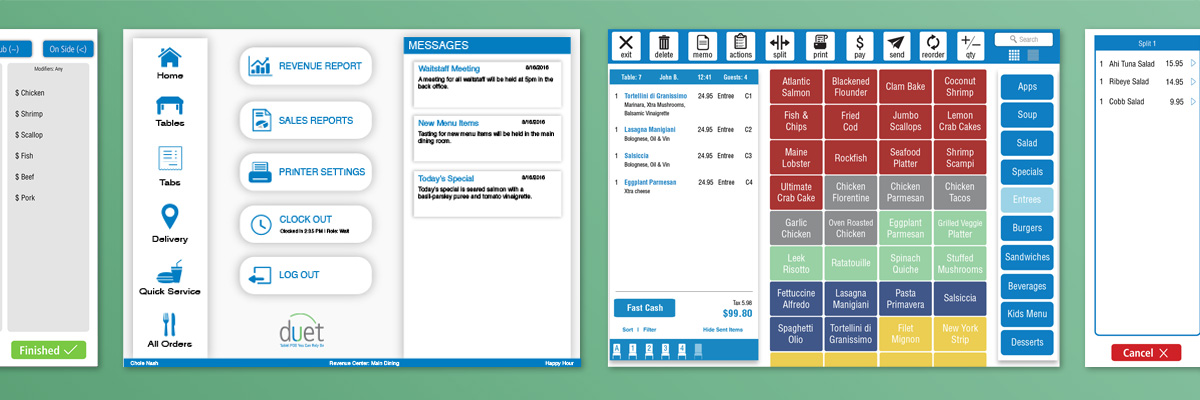 ub (~)
On Side (<)
Modifiers: Any
$ Chicken
$ Shrimp
$ Scallop
$ Fish
$ Beef
$ Pork
Finished
Home
Tables
Tabs
Delivery
Quick Service
All Orders
REVENUE REPORT
SALES REPORTS
PRINTER SETTINGS
CLOCK OUT
Clocked in 2:35 PM | Role: Wait
LOG OUT
duet
Tablet POS You Can Rely On
MESSAGES
Waitstaff Meeting 8/16/2016
A meeting for all waitstaff will be held at 5pm in the
back office.
New Menu Items 8/16/2016
Tasting for new menu items will be held in the main
dining room.
Today's Special 8/16/2016
Today's special is seared salmon with a
basil-parsley puree and tomato vinaigrette.
Chole Nash
Revenue Center: Main Dining
Happy Hour
exit
delete
memo
actions
split
print
$
pay
send
reorder
+/-
qty
Search
Table: 7 John B. 12:41 Guests: 4
1 Tortellini di Granissimo 24.95 Entree C1
Marinara, Xtra Mushrooms,
Balsamic Vinaigrette
1 Lasagna Manigiani 24.95 Entree C2
Bolognese, Oil & Vin
1 Salsiccia 24.95 Entree C3
Bolognese, Oil & Vin
1 Eggplant Parmesan 24.95 Entree C4
Xtra cheese
Fast Cash
Tax 5.98
$99.80
Sort | Filter
Hide Sent Items
A 1 2 3 4
Atlantic
Salmon
Blackened
Flounder
Clam Bake
Coconut
Shrimp
Fish &
Chips
Fried
Cod
Jumbo
Scallops
Lemon
Crab Cakes
Maine
Lobster
Rockfish
Seafood
Platter
Shrimp
Scampi
Ultimate
Crab Cake
Chicken
Florentine
Chicken
Parmesan
Chicken
Tacos
Garlic
Chicken
Oven Roasted
Chicken
Eggplant
Parmesan
Grilled Veggie
Platter
Leek
Risotto
Ratatouille
Spinach
Quiche
Stuffed
Mushrooms
Fettuccine
Alfredo
Lasagna
Manigiani
Pasta
Primavera
Salsiccia
Spaghetti
Olio
Tortellini di
Granissimo
Filet
Mignon
New York
Strip
Apps
Soup
Salad
Specials
Entrees
Burgers
Sandwiches
Beverages
Kids Menu
Desserts
Split 1
1 Ahi Tuna Salad 15.95
1 Ribeye Salad 14.95
1 Cobb Salad 9.95
Cancel X